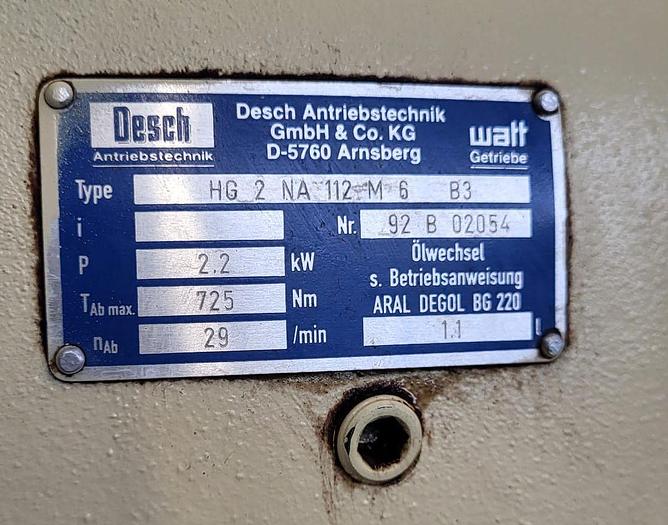 Desch
Antriebstechnik
Desch Antriebstechnik
GmbH & Co. KG
D-5760 Arnsberg
watt
Getriebe
Type HG 2 NA 112 M 6 B3
i
Nr. 92 B 02054
P 2.2 kW
TAb max. 725 Nm
nAb 29 /min
Ölwechsel
s. Betriebsanweisung
ARAL DEGOL BG 220
1.1 l